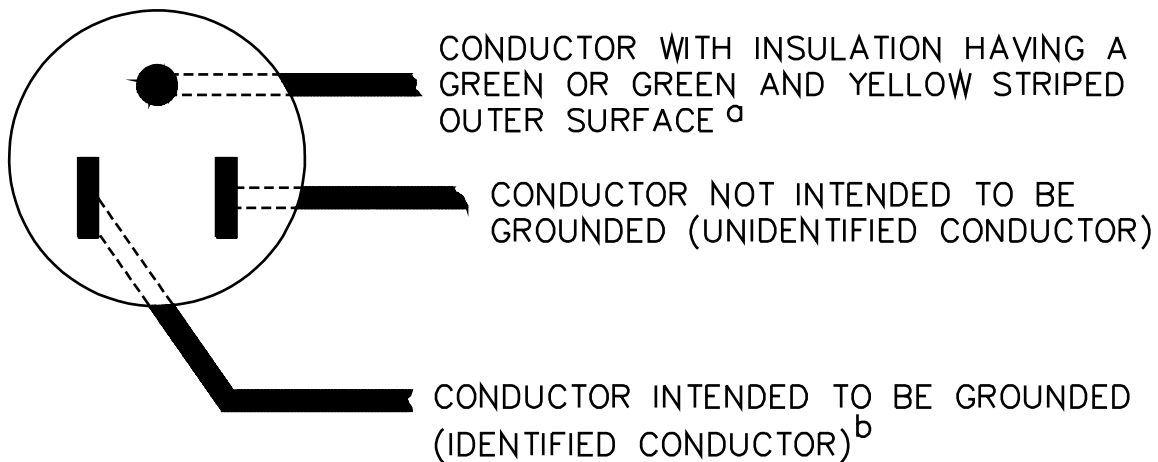 CONDUCTOR WITH INSULATION HAVING A
GREEN OR GREEN AND YELLOW STRIPED
OUTER SURFACE a
CONDUCTOR NOT INTENDED TO BE
GROUNDED (UNIDENTIFIED CONDUCTOR)
CONDUCTOR INTENDED TO BE GROUNDED
(IDENTIFIED CONDUCTOR) b